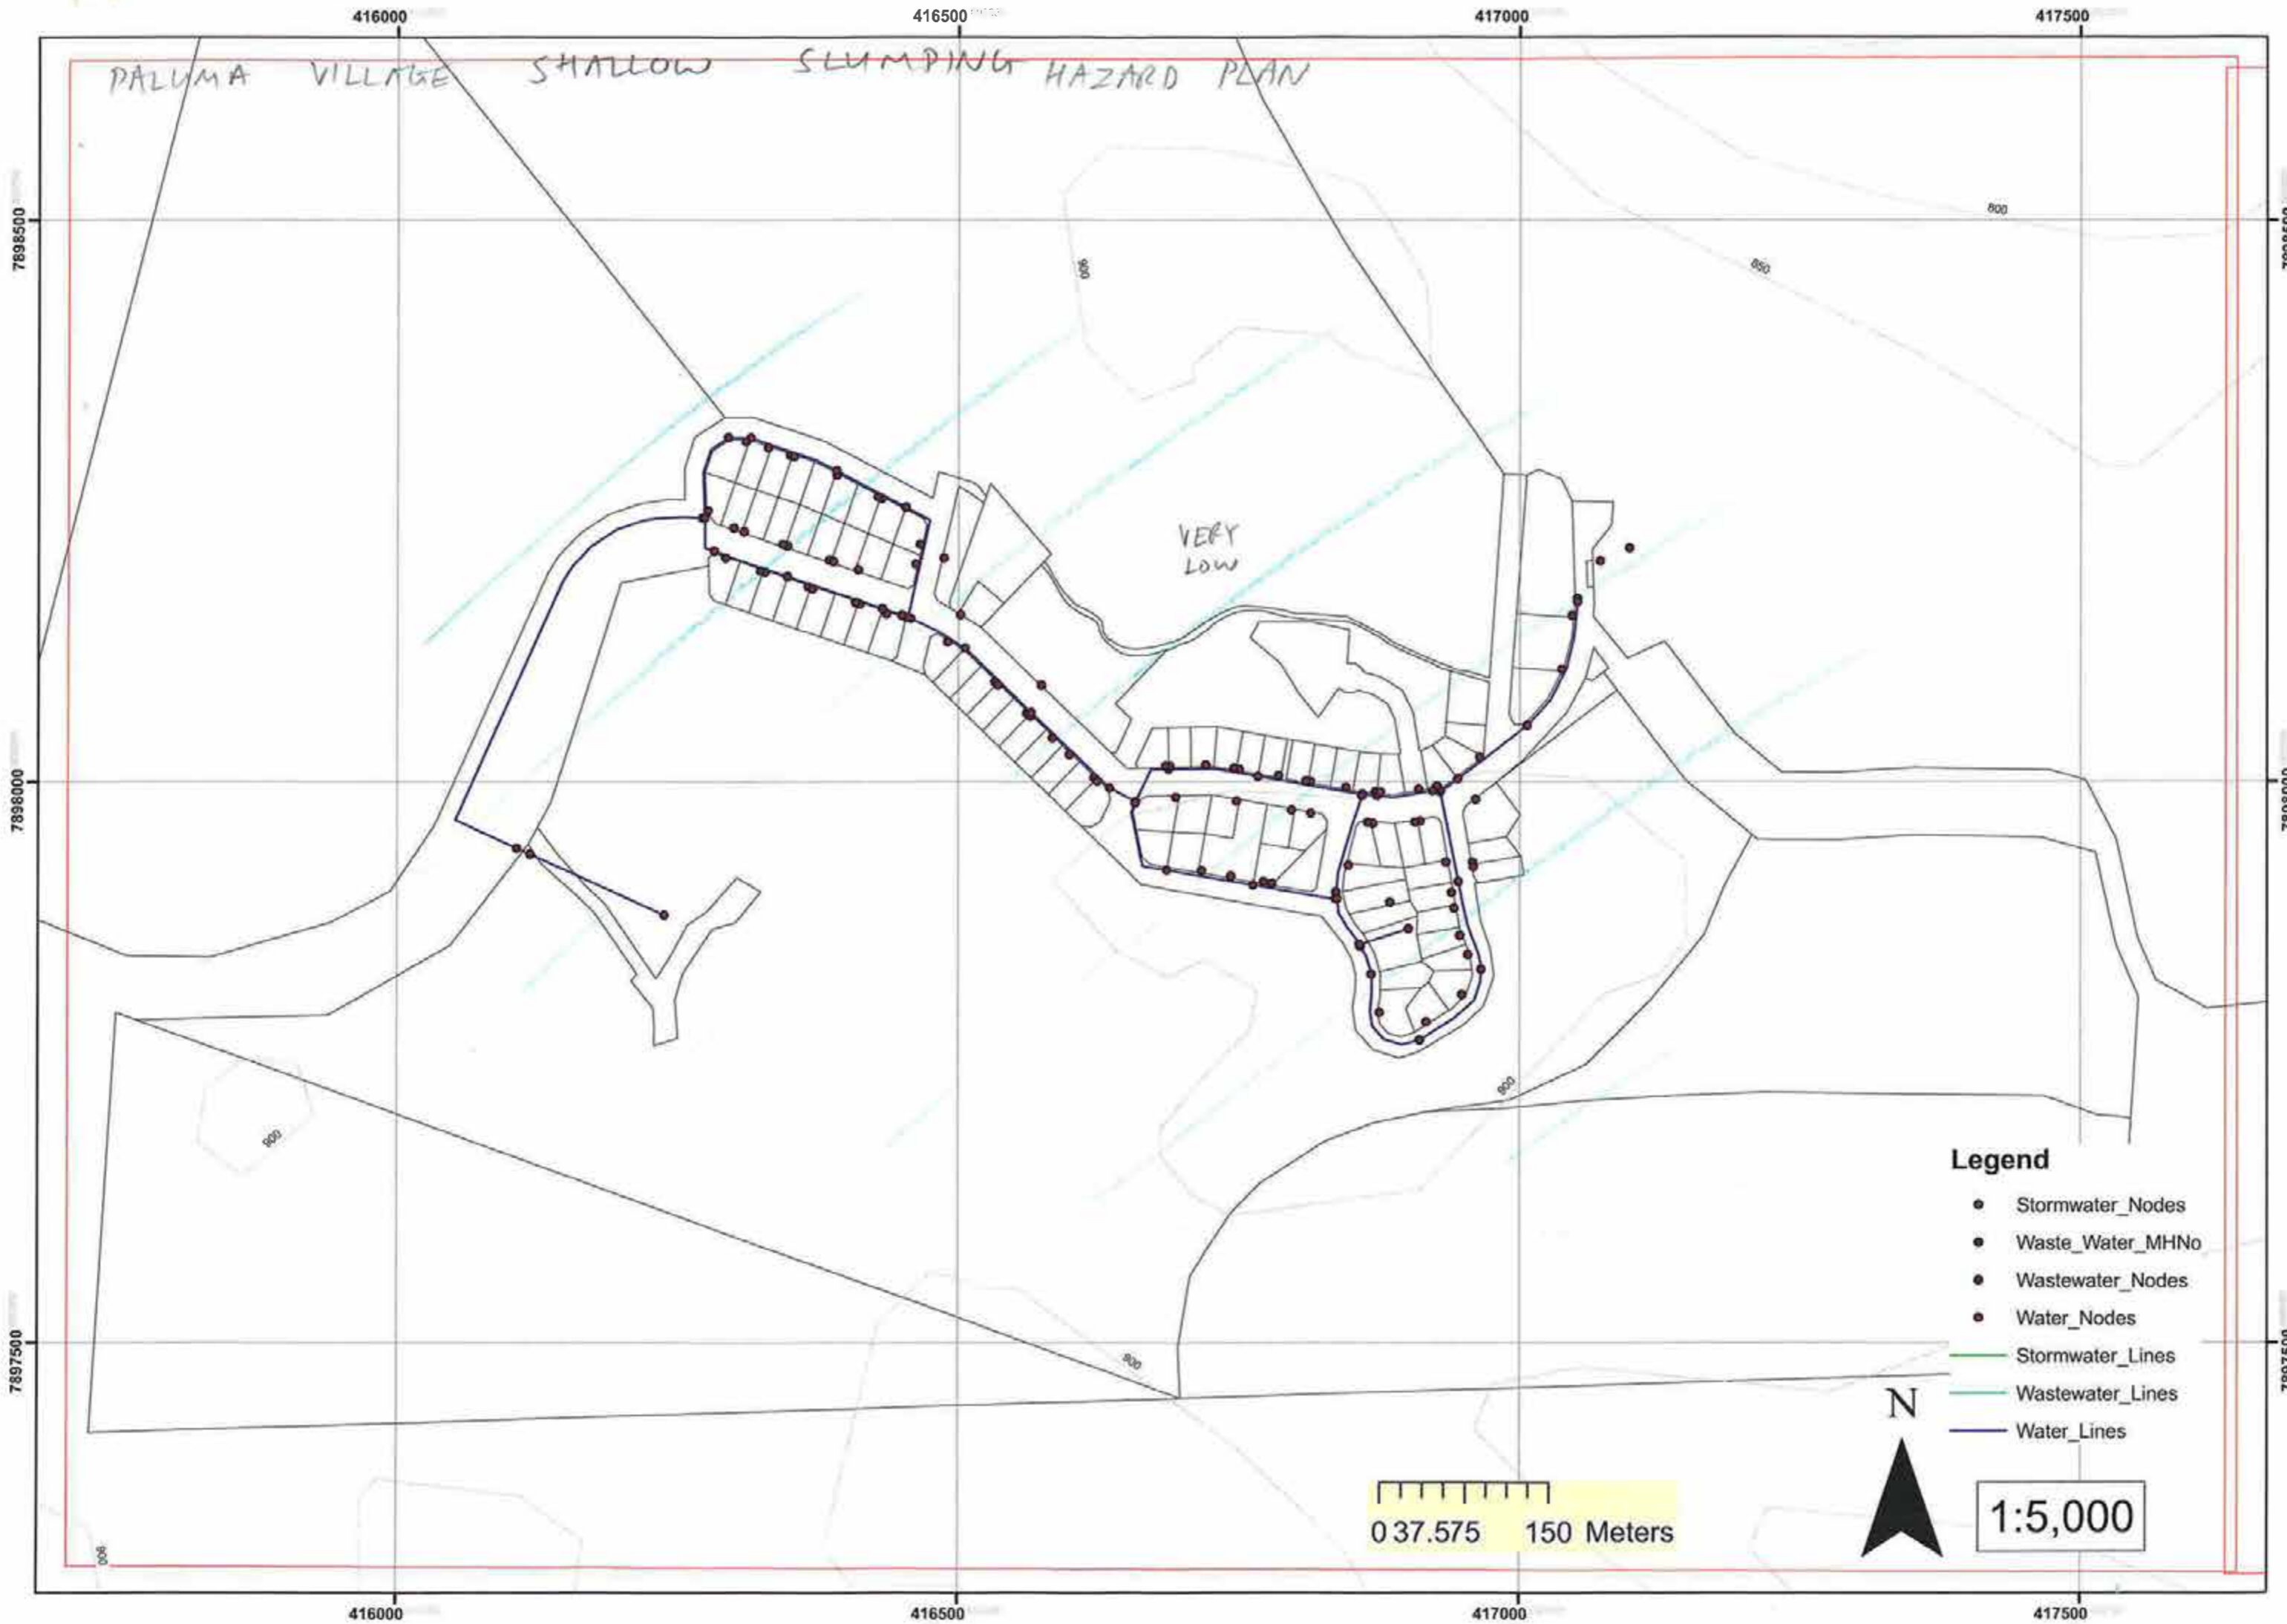 416000 416500 417000 417500
PALUMA VILLAGE SHALLOW SLUMPING HAZARD PLAN
7898500
800
900
850
VERY
LOW
7898000
900
900
7897500
900
900
Legend
Stormwater_Nodes
Waste_Water_MHNo
Wastewater_Nodes
Water_Nodes
Stormwater_Lines
Wastewater_Lines
Water_Lines
N
0 37.575 150 Meters
1:5,000
416000 416500 417000 417500